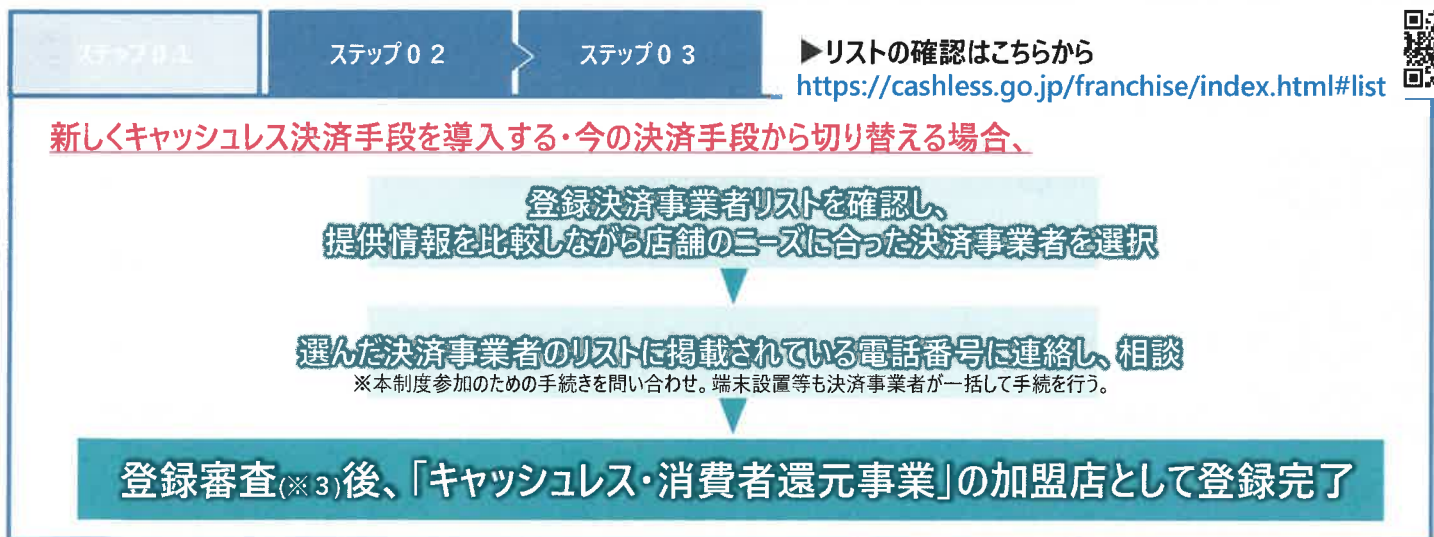 ステップ０１
ステップ０２
ステップ０３
▶リストの確認はこちらから
https://cashless.go.jp/franchise/index.html#list
新しくキャッシュレス決済手段を導入する・今の決済手段から切り替える場合、
登録決済事業者リストを確認し、
提供情報を比較しながら店舗のニーズに合った決済事業者を選択
選んだ決済事業者のリストに掲載されている電話番号に連絡し、相談
※本制度参加のための手続きを問い合わせ。端末設置等も決済事業者が一括して手続を行う。
登録審査(※3)後、「キャッシュレス・消費者還元事業」の加盟店として登録完了